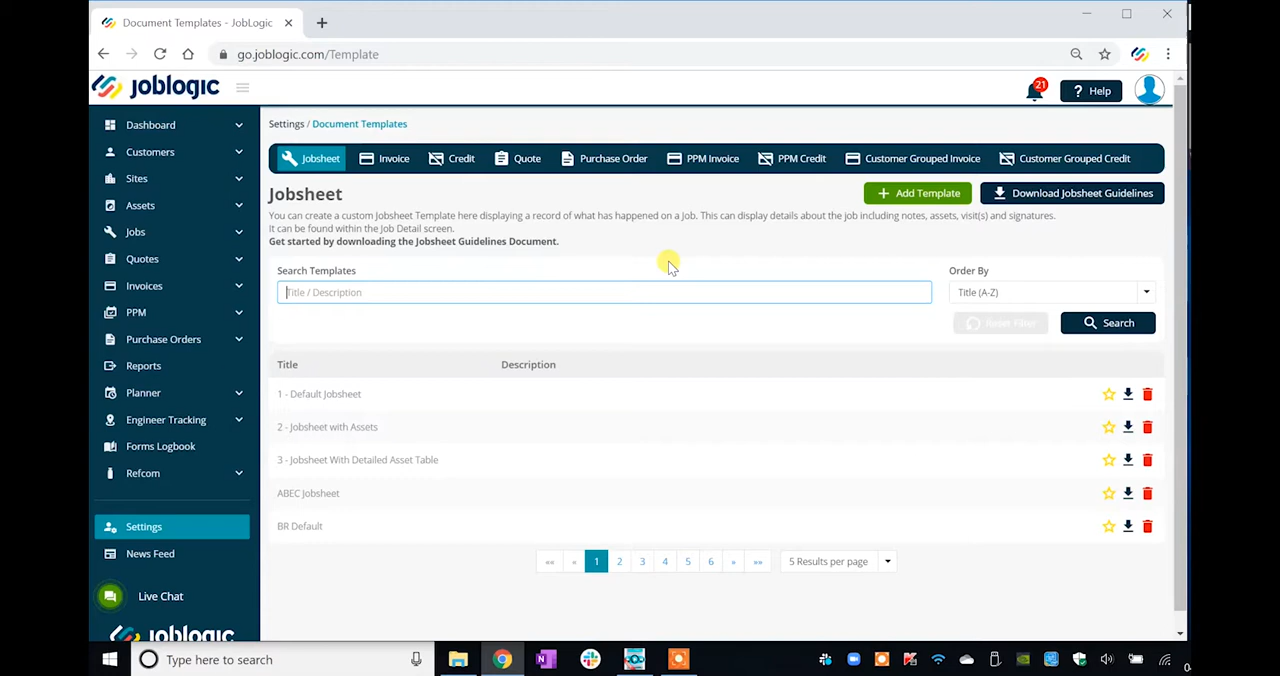 Document Templates - JobLogic
go.joblogic.com/Template
joblogic
21
? Help
Dashboard
Customers
Sites
Assets
Jobs
Quotes
Invoices
PPM
Purchase Orders
Reports
Planner
Engineer Tracking
Forms Logbook
Refcom
Settings
News Feed
Live Chat
joblogic
Settings / Document Templates
Jobsheet Invoice Credit Quote Purchase Order PPM Invoice PPM Credit Customer Grouped Invoice Customer Grouped Credit
Jobsheet
+ Add Template Download Jobsheet Guidelines
You can create a custom Jobsheet Template here displaying a record of what has happened on a Job. This can display details about the job including notes, assets, visit(s) and signatures.
It can be found within the Job Detail screen.
Get started by downloading the Jobsheet Guidelines Document.
Search Templates Order By
Title / Description Title (A-Z)
Reset Filter Search
Title Description
1 - Default Jobsheet
2 - Jobsheet with Assets
3 - Jobsheet With Detailed Asset Table
ABEC Jobsheet
BR Default
«« « 1 2 3 4 5 6 » »» 5 Results per page
Type here to search